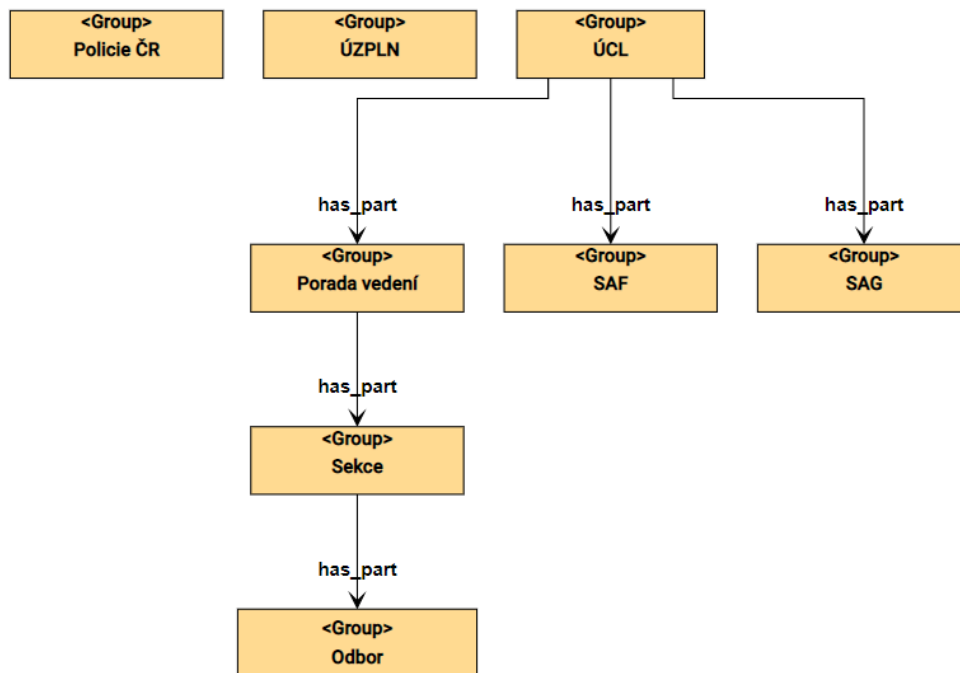 <Group>
Policie ČR
<Group>
ÚZPLN
<Group>
ÚCL
has_part
has_part
has_part
<Group>
Porada vedení
<Group>
SAF
<Group>
SAG
has_part
<Group>
Sekce
has_part
<Group>
Odbor